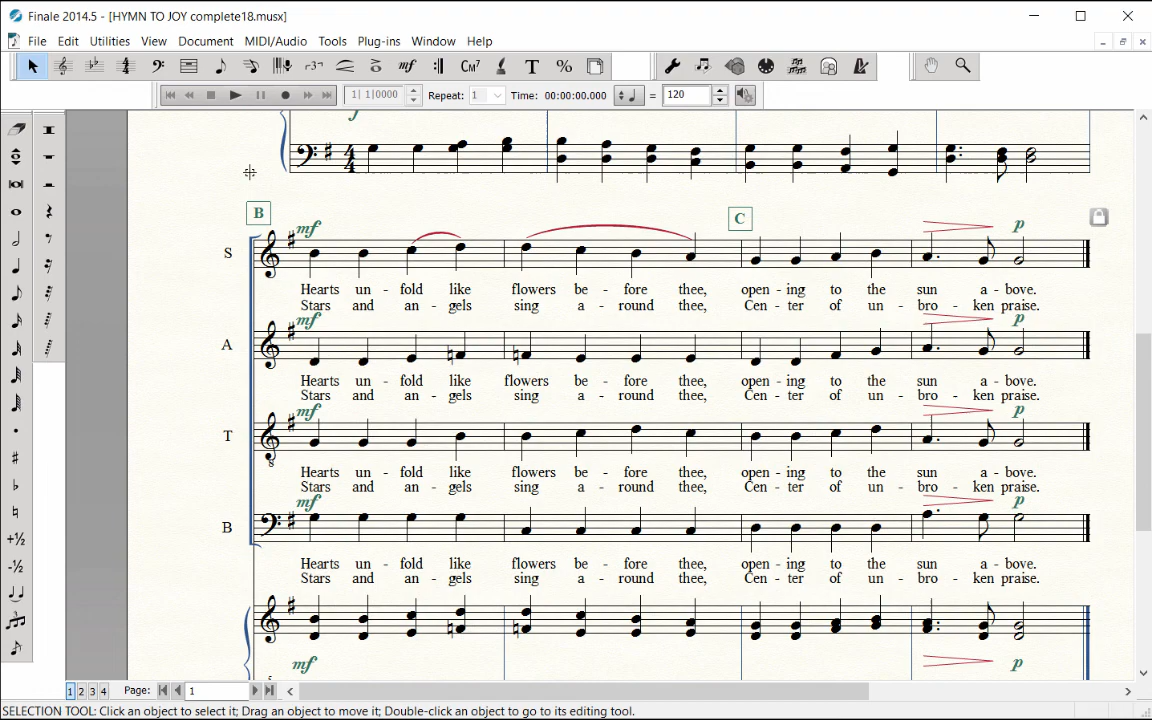 Finale 2014.5 - [HYMN TO JOY complete18.musx]
File Edit Utilities View Document MIDI/Audio Tools Plug-ins Window Help
CM7
1| 1|0000 Repeat: 1 Time: 00:00:00.000 = 120
f
B C
mf p
S
Hearts un - fold like flowers be - fore thee, open - ing to the sun a - bove.
Stars and an - gels sing a - round thee, Cen - ter of un - bro - ken praise.
mf p
A
Hearts un - fold like flowers be - fore thee, open - ing to the sun a - bove.
Stars and an - gels sing a - round thee, Cen - ter of un - bro - ken praise.
mf p
T
8
Hearts un - fold like flowers be - fore thee, open - ing to the sun a - bove.
Stars and an - gels sing a - round thee, Cen - ter of un - bro - ken praise.
mf p
B
Hearts un - fold like flowers be - fore thee, open - ing to the sun a - bove.
Stars and an - gels sing a - round thee, Cen - ter of un - bro - ken praise.
mf p
1 2 3 4 Page: 1
SELECTION TOOL: Click an object to select it; Drag an object to move it; Double-click an object to go to its editing tool.